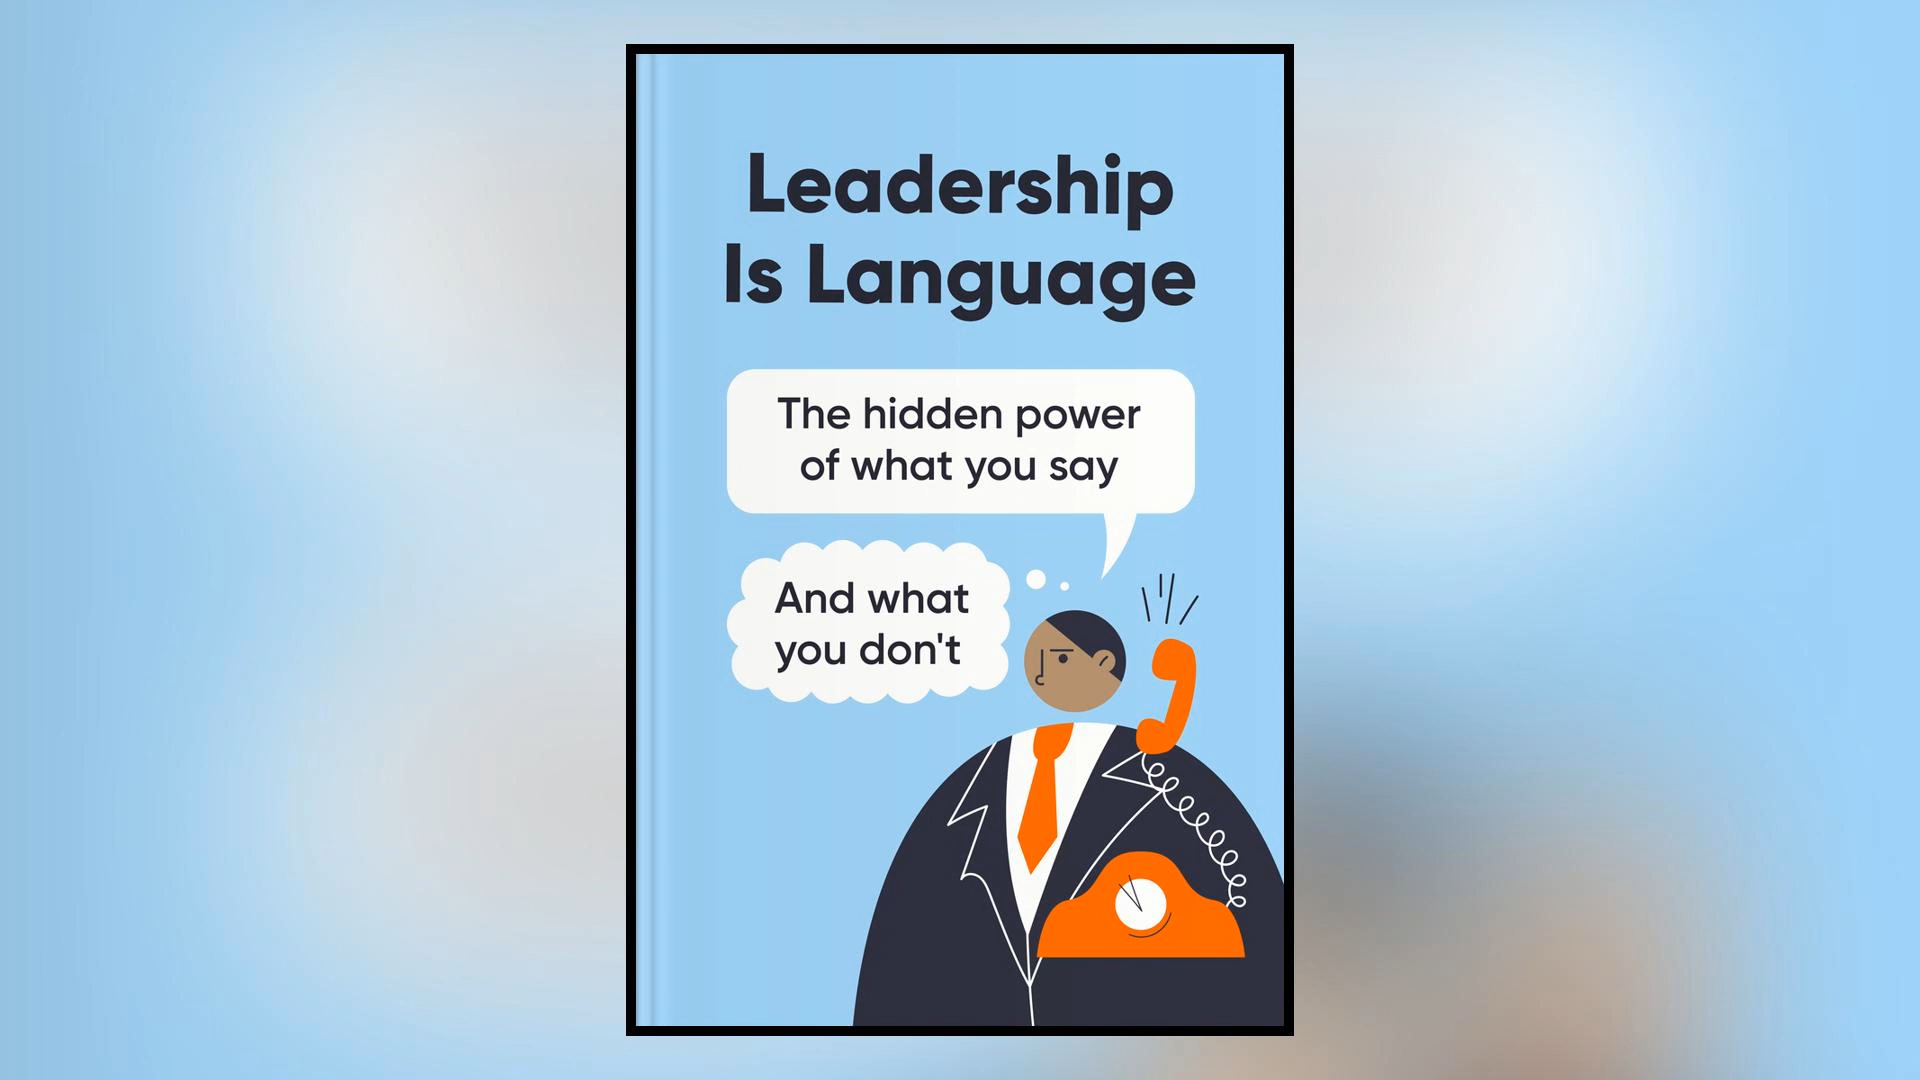 Leadership
Is Language
The hidden power
of what you say
And what
you don't